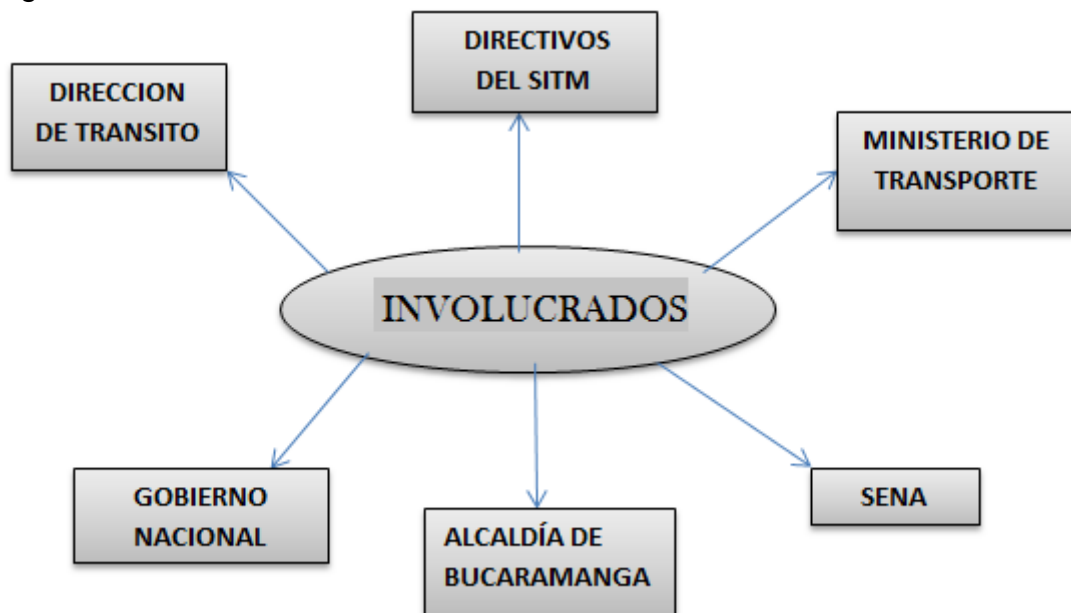 DIRECTIVOS
DEL SITM
DIRECCION
DE TRANSITO
MINISTERIO DE
TRANSPORTE
INVOLUCRADOS
GOBIERNO
NACIONAL
ALCALDÍA DE
BUCARAMANGA
SENA